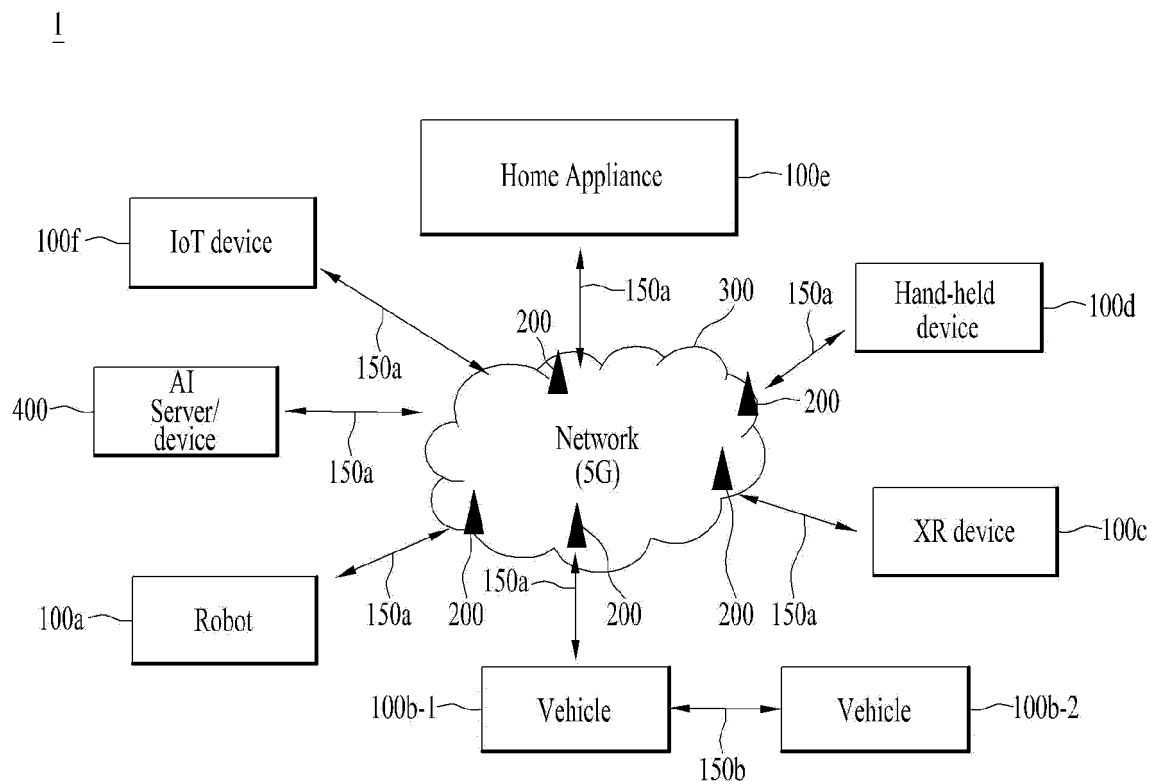 1
Home Appliance
100e
IoT device
100f
150a
300
150a
Hand-held
device
100d
200
150a
AI
Server/
device
400
150a
200
Network
(5G)
XR device
100c
150a
200
150a
200
200
150a
Robot
100a
Vehicle
100b-1
Vehicle
100b-2
150b